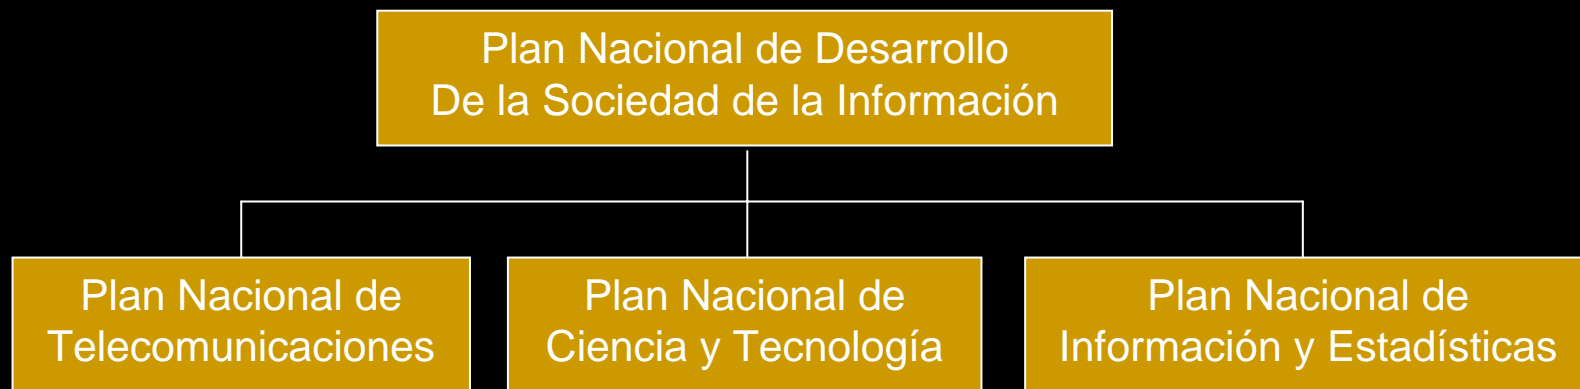 Plan Nacional de Desarrollo
De la Sociedad de la Información
Plan Nacional de
Telecomunicaciones
Plan Nacional de
Ciencia y Tecnología
Plan Nacional de
Información y Estadísticas